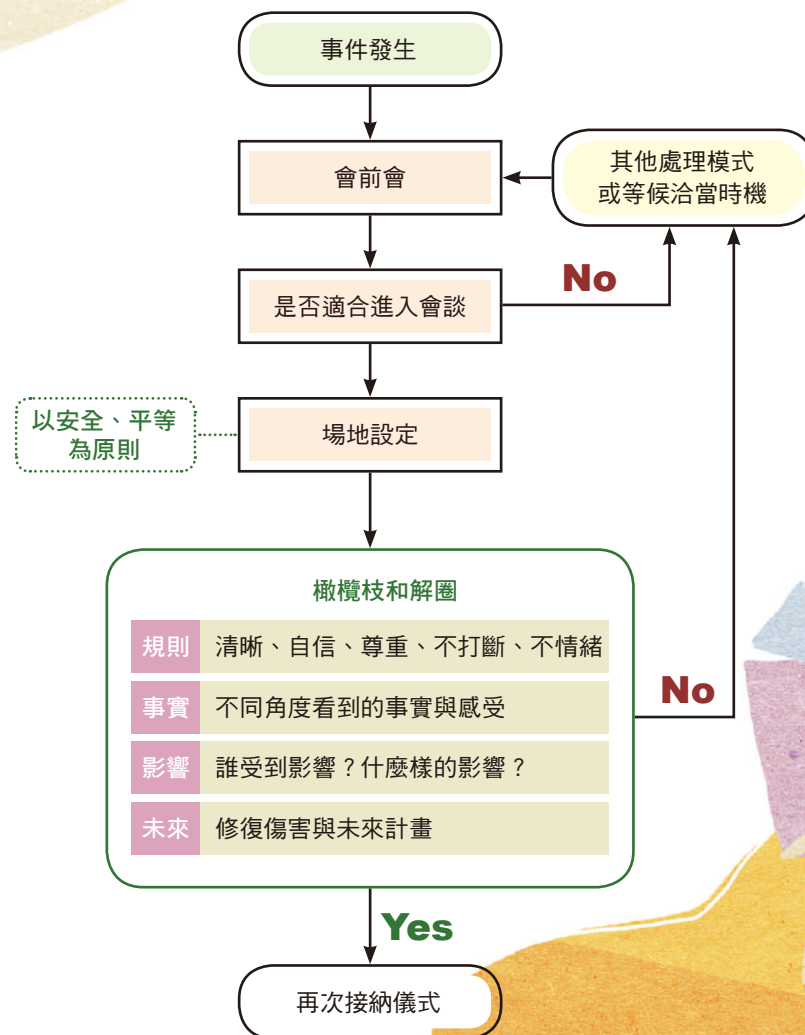 事件發生
會前會
其他處理模式
或等候洽當時機
是否適合進入會談
No
以安全、平等
為原則
場地設定
橄欖枝和解圈
規則 清晰、自信、尊重、不打斷、不情緒
事實 不同角度看到的事實與感受
影響 誰受到影響？什麼樣的影響？
未來 修復傷害與未來計畫
No
Yes
再次接納儀式